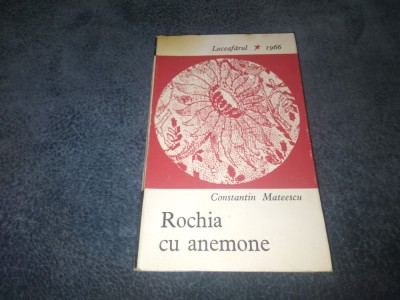 Luceafărul ★ 1966
Constantin Mateescu
Rochia
cu anemone